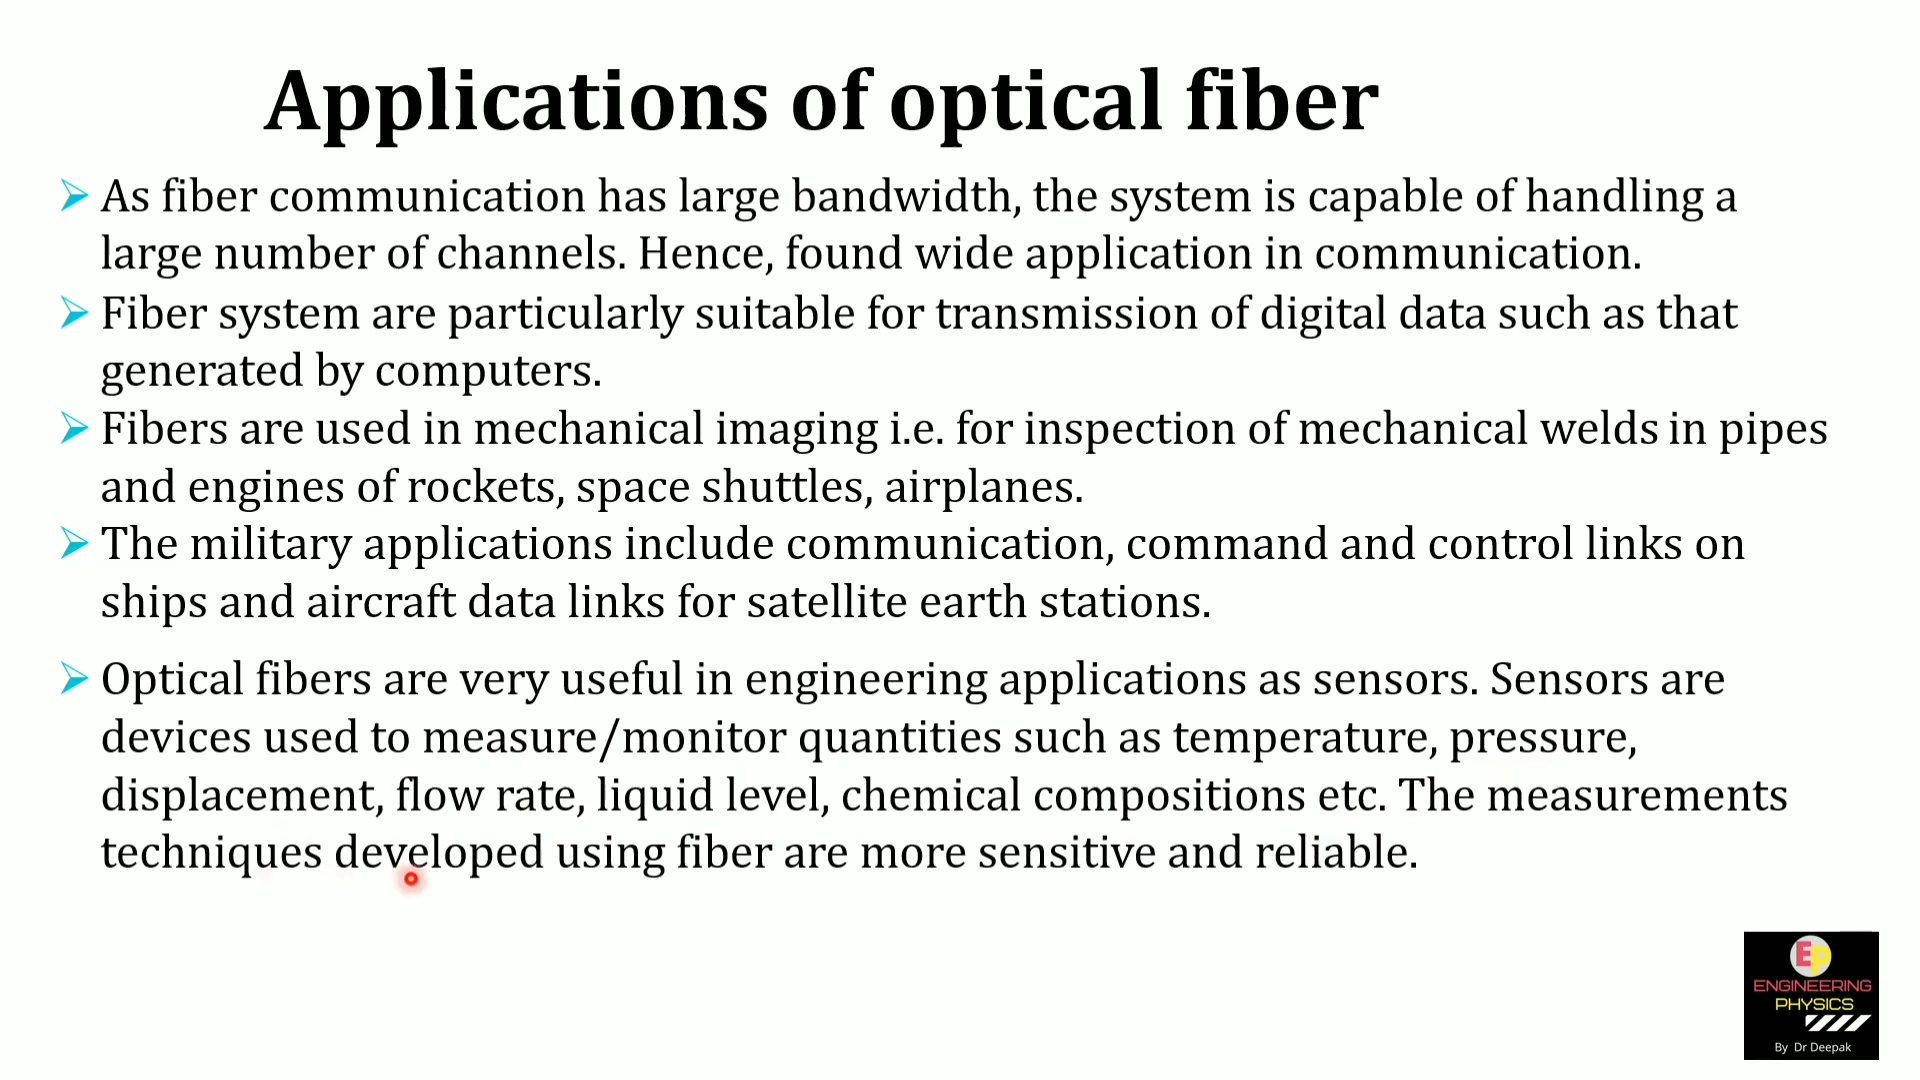 Applications of optical fiber
As fiber communication has large bandwidth, the system is capable of handling a
large number of channels. Hence, found wide application in communication.
Fiber system are particularly suitable for transmission of digital data such as that
generated by computers.
Fibers are used in mechanical imaging i.e. for inspection of mechanical welds in pipes
and engines of rockets, space shuttles, airplanes.
The military applications include communication, command and control links on
ships and aircraft data links for satellite earth stations.
Optical fibers are very useful in engineering applications as sensors. Sensors are
devices used to measure/monitor quantities such as temperature, pressure,
displacement, flow rate, liquid level, chemical compositions etc. The measurements
techniques developed using fiber are more sensitive and reliable.
EP
ENGINEERING
PHYSICS
By Dr Deepak